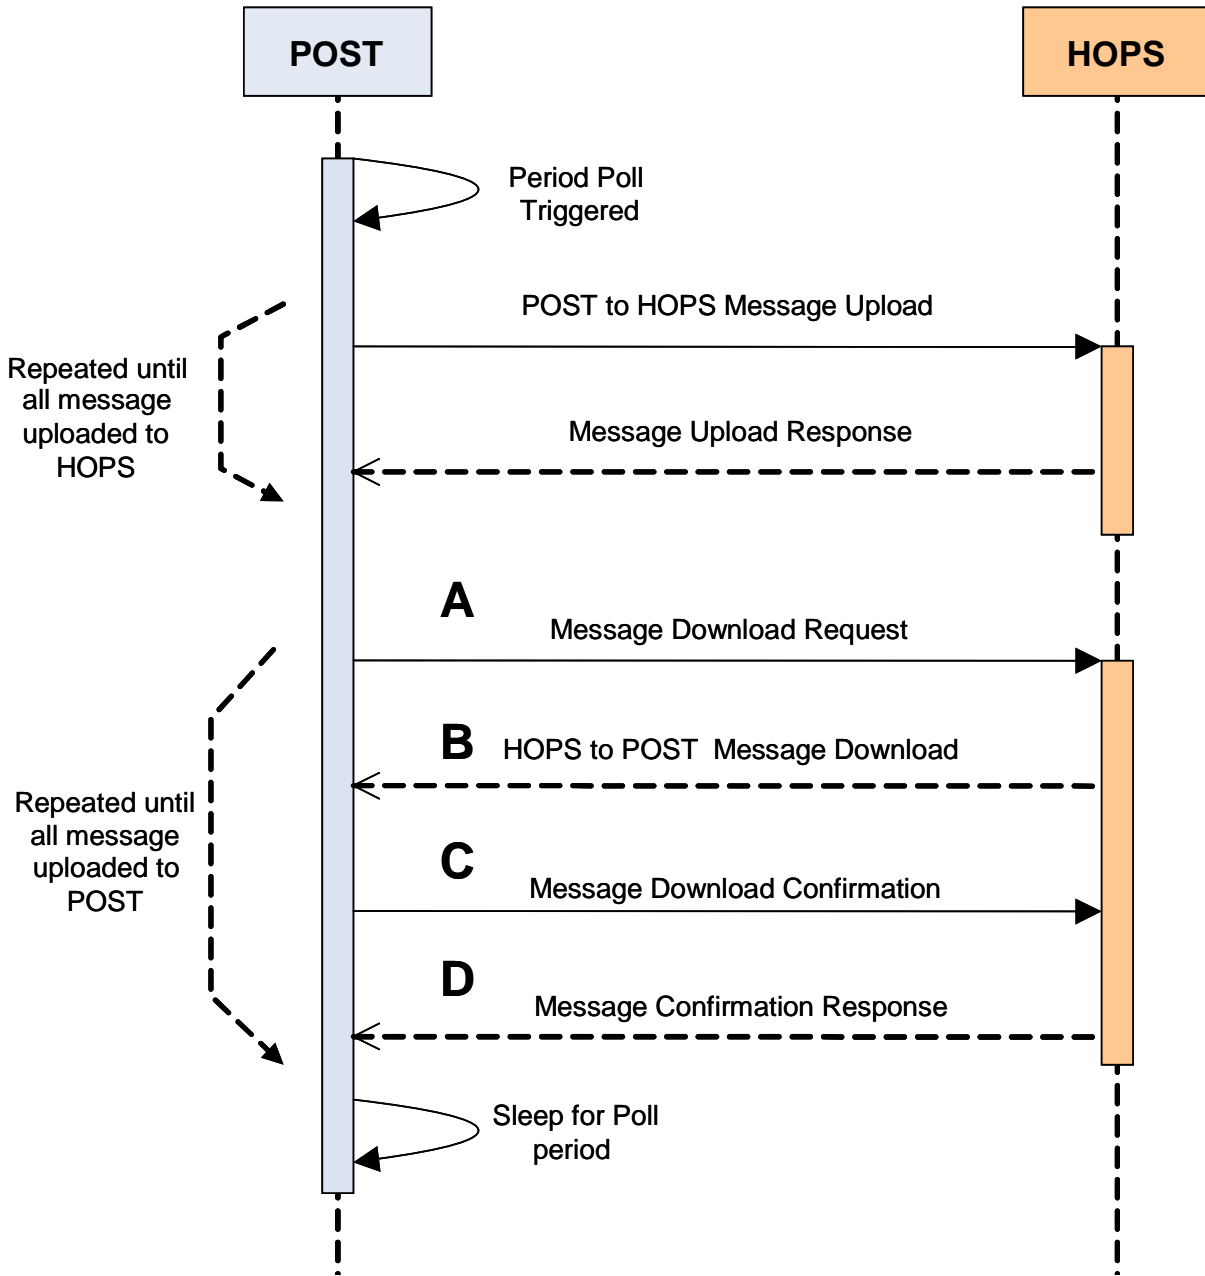 POST
HOPS
Period Poll
Triggered
POST to HOPS Message Upload
Repeated until
all message
uploaded to
HOPS
Message Upload Response
A
Message Download Request
B
HOPS to POST  Message Download
Repeated until
all message
uploaded to
POST
C
Message Download Confirmation
D
Message Confirmation Response
Sleep for Poll
period